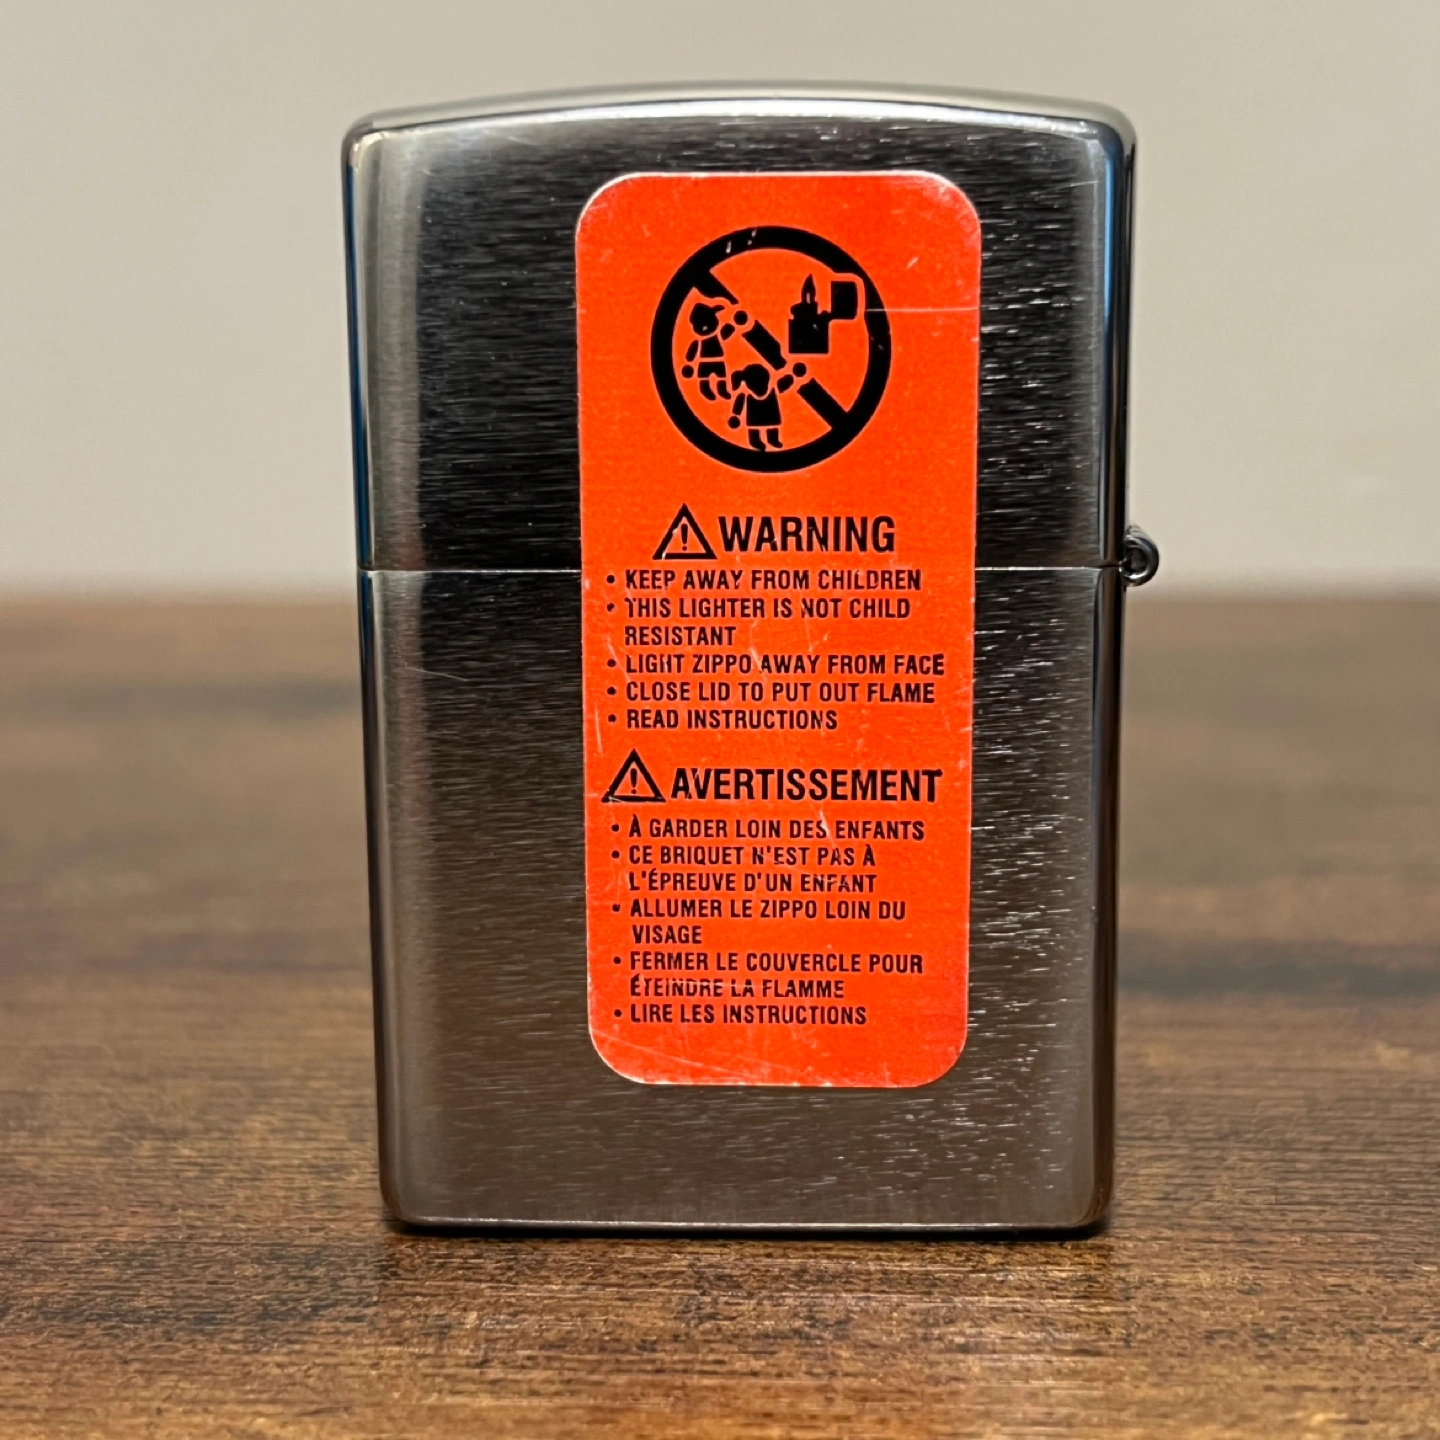 WARNING
• KEEP AWAY FROM CHILDREN
• THIS LIGHTER IS NOT CHILD
RESISTANT
• LIGHT ZIPPO AWAY FROM FACE
• CLOSE LID TO PUT OUT FLAME
• READ INSTRUCTIONS
AVERTISSEMENT
• À GARDER LOIN DES ENFANTS
• CE BRIQUET N'EST PAS À
L'ÉPREUVE D'UN ENFANT
• ALLUMER LE ZIPPO LOIN DU
VISAGE
• FERMER LE COUVERCLE POUR
ÉTEINDRE LA FLAMME
• LIRE LES INSTRUCTIONS